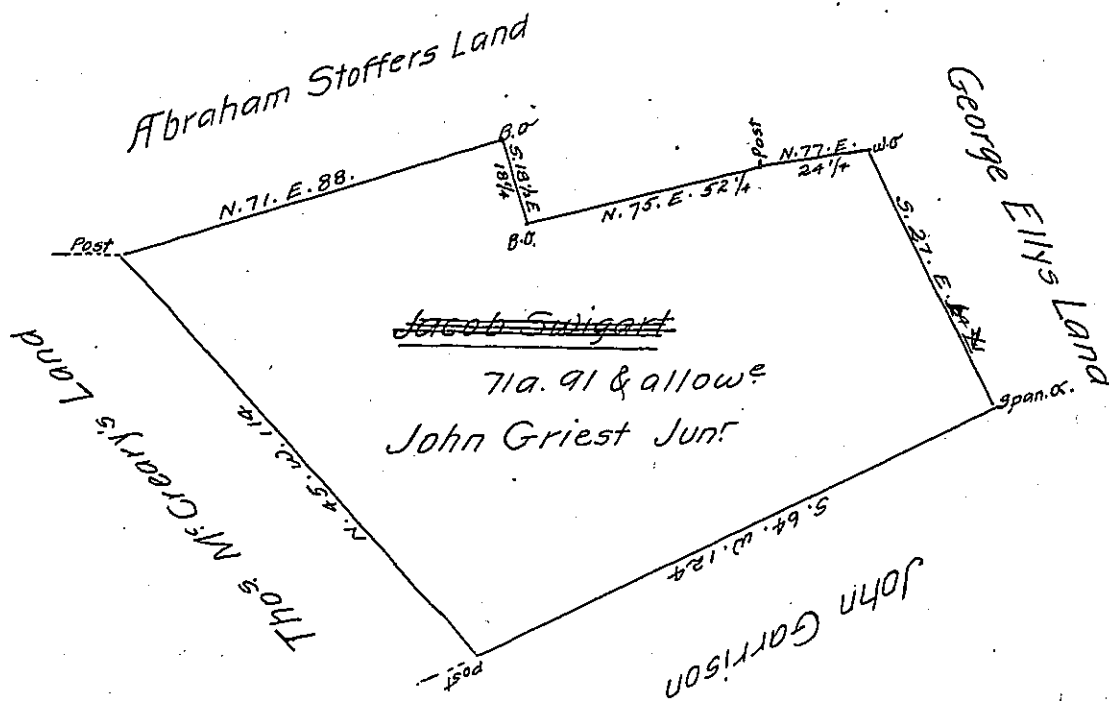 Abraham Stoffers Land
George Ellys Land
B.O
N. 71. E. 88.
S. 18½ E
18¼
B.O.
N. 75. E. 52¼.
Post
N. 77. E.
24¼
W.O
S. 27. E.
Post
Jacob Swigart
71a. 91 & allowe
John Griest Junr
Span. O.
Thos. McCreary's Land
N. 45. W. 114
S. 64. W. 124
Post
John Garrison